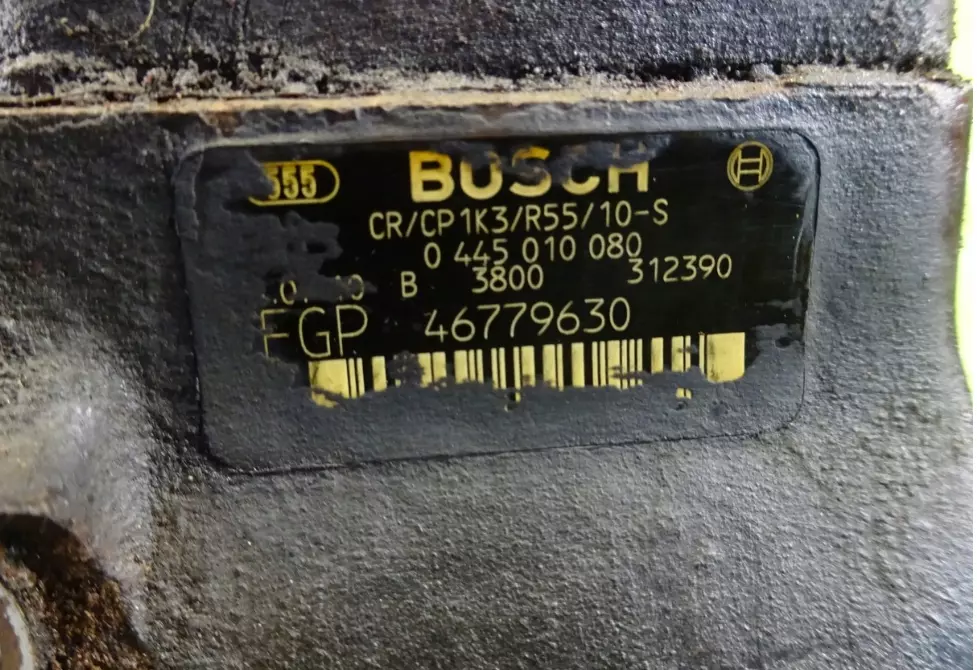 555 BOSCH
CR/CP1K3/R55/10-S
0 445 010 080
B 3800 312390
FGP 46779630